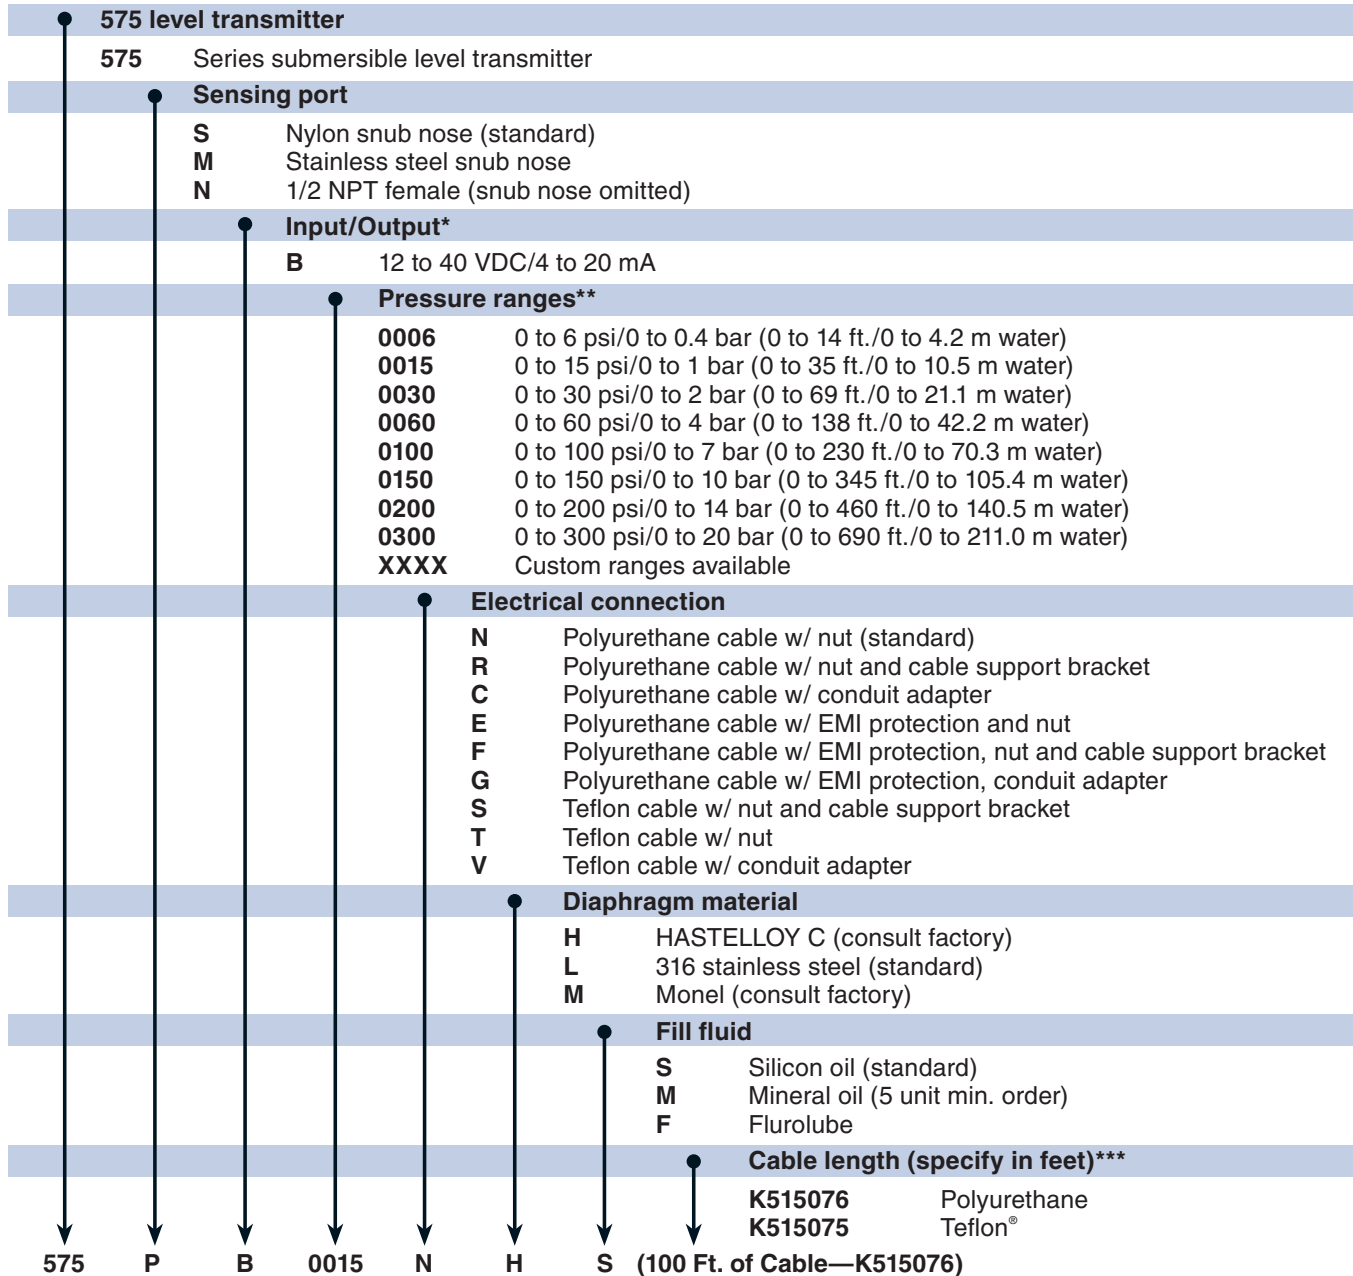 575 level transmitter
575 Series submersible level transmitter
Sensing port
S Nylon snub nose (standard)
M Stainless steel snub nose
N 1/2 NPT female (snub nose omitted)
Input/Output*
B 12 to 40 VDC/4 to 20 mA
Pressure ranges**
0006 0 to 6 psi/0 to 0.4 bar (0 to 14 ft./0 to 4.2 m water)
0015 0 to 15 psi/0 to 1 bar (0 to 35 ft./0 to 10.5 m water)
0030 0 to 30 psi/0 to 2 bar (0 to 69 ft./0 to 21.1 m water)
0060 0 to 60 psi/0 to 4 bar (0 to 138 ft./0 to 42.2 m water)
0100 0 to 100 psi/0 to 7 bar (0 to 230 ft./0 to 70.3 m water)
0150 0 to 150 psi/0 to 10 bar (0 to 345 ft./0 to 105.4 m water)
0200 0 to 200 psi/0 to 14 bar (0 to 460 ft./0 to 140.5 m water)
0300 0 to 300 psi/0 to 20 bar (0 to 690 ft./0 to 211.0 m water)
XXXX Custom ranges available
Electrical connection
N Polyurethane cable w/ nut (standard)
R Polyurethane cable w/ nut and cable support bracket
C Polyurethane cable w/ conduit adapter
E Polyurethane cable w/ EMI protection and nut
F Polyurethane cable w/ EMI protection, nut and cable support bracket
G Polyurethane cable w/ EMI protection, conduit adapter
S Teflon cable w/ nut and cable support bracket
T Teflon cable w/ nut
V Teflon cable w/ conduit adapter
Diaphragm material
H HASTELLOY C (consult factory)
L 316 stainless steel (standard)
M Monel (consult factory)
Fill fluid
S Silicon oil (standard)
M Mineral oil (5 unit min. order)
F Flurolube
Cable length (specify in feet)***
K515076 Polyurethane
K515075 Teflon®
575 P B 0015 N H S (100 Ft. of Cable—K515076)